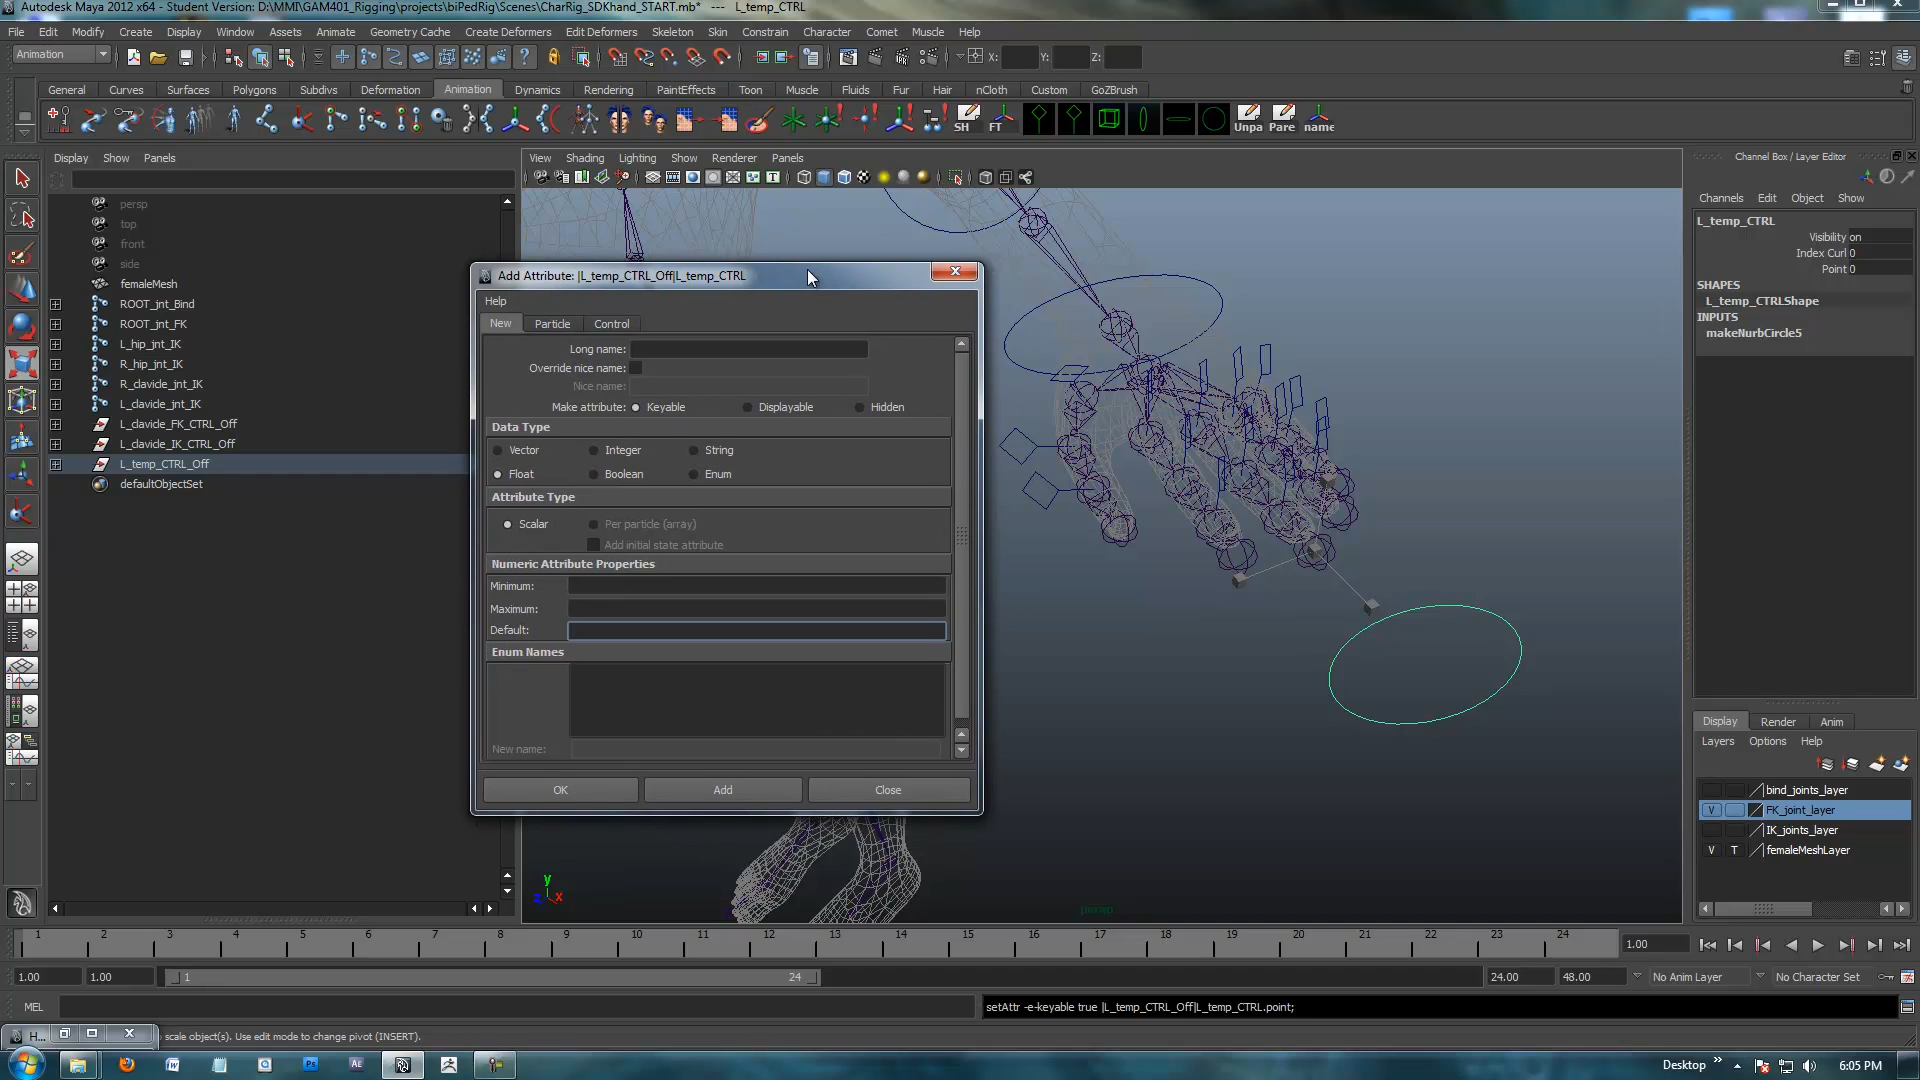 Autodesk Maya 2012 x64 - Student Version: D:\MMI\GAM401_Rigging\projects\biPedRig\Scenes\CharRig_SDKhand_START.mb* --- L_temp_CTRL
File Edit Modify Create Display Window Assets Animate Geometry Cache Create Deformers Edit Deformers Skeleton Skin Constrain Character Comet Muscle Help
Animation X: Y: Z:
General Curves Surfaces Polygons Subdivs Deformation Animation Dynamics Rendering PaintEffects Toon Muscle Fluids Fur Hair nCloth Custom GoZBrush
SH FT Unpa Pare name
Display Show Panels
View Shading Lighting Show Renderer Panels
Channel Box / Layer Editor
persp
top
front
side
femaleMesh
ROOT_jnt_Bind
ROOT_jnt_FK
L_hip_jnt_IK
R_hip_jnt_IK
R_clavicle_jnt_IK
L_clavicle_jnt_IK
L_clavicle_FK_CTRL_Off
L_clavicle_IK_CTRL_Off
L_temp_CTRL_Off
defaultObjectSet
Add Attribute: |L_temp_CTRL_Off|L_temp_CTRL
Help
New Particle Control
Long name:
Override nice name:
Nice name:
Make attribute: Keyable Displayable Hidden
Data Type
Vector Integer String
Float Boolean Enum
Attribute Type
Scalar Per particle (array)
Add initial state attribute
Numeric Attribute Properties
Minimum:
Maximum:
Default:
Enum Names
New name:
OK Add Close
y
z x
persp
Channels Edit Object Show
L_temp_CTRL
Visibility on
Index Curl 0
Point 0
SHAPES
L_temp_CTRLShape
INPUTS
makeNurbCircle5
Display Render Anim
Layers Options Help
bind_joints_layer
V FK_joint_layer
IK_joints_layer
V T femaleMeshLayer
1 2 3 4 5 6 7 8 9 10 11 12 13 14 15 16 17 18 19 20 21 22 23 24 1.00
1.00 1.00 1 24 24.00 48.00 No Anim Layer No Character Set
MEL setAttr -e-keyable true |L_temp_CTRL_Off|L_temp_CTRL.point;
H... scale object(s). Use edit mode to change pivot (INSERT).
Ps Ae Desktop 6:05 PM